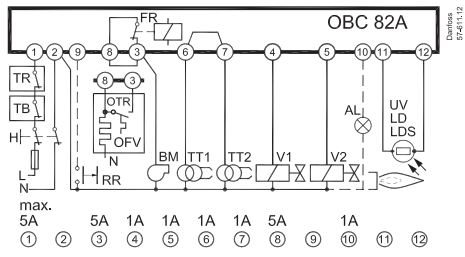 FR
OBC 82A
Danfoss
57-611.12
1 2 8 3 6 7 4 5 10 11 12
TR
TB
H
8 3
OTR
OFV
N
AL
UV
LD
LDS
BM TT1 TT2 V1 V2
L
N
RR
max.
5A 5A 1A 1A 1A 1A 5A 1A
1 2 3 4 5 6 7 8 9 10 11 12